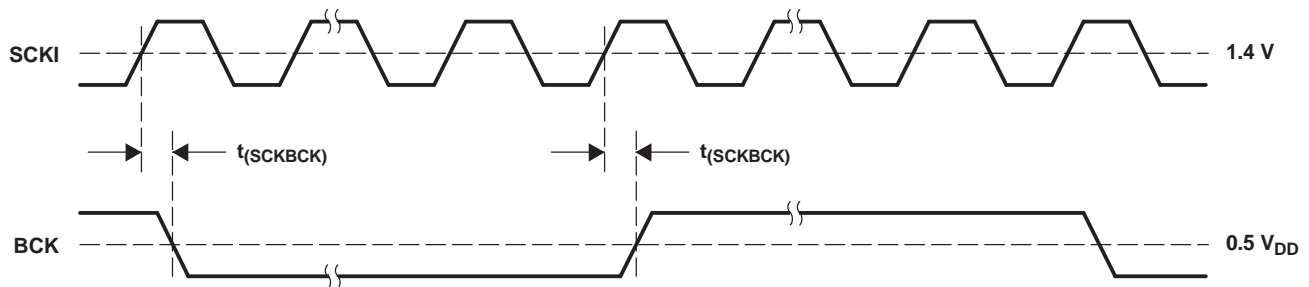 SCKI
1.4 V
t(SCKBCK)
t(SCKBCK)
BCK
0.5 VDD